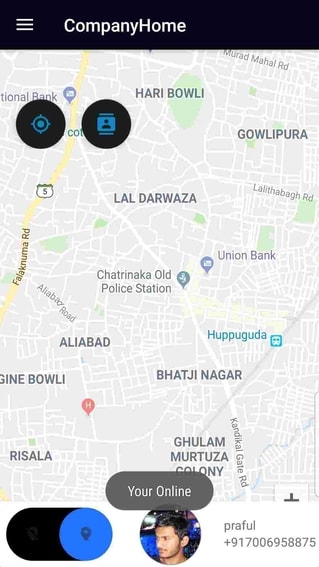 CompanyHome
Murad Mahal Rd
tional Bank
HARI BOWLI
cot
GOWLIPURA
5
Lalithabagh Rd
LAL DARWAZA
Falaknuma Rd
Union Bank
Chatrinaka Old
Police Station
Aliabad Rd
Huppuguda
ALIABAD
GINE BOWLI
BHATJI NAGAR
H
Kandikal Gate Rd
RISALA
GHULAM
MURTUZA
COLONY
Your Online
+
praful
+917006958875